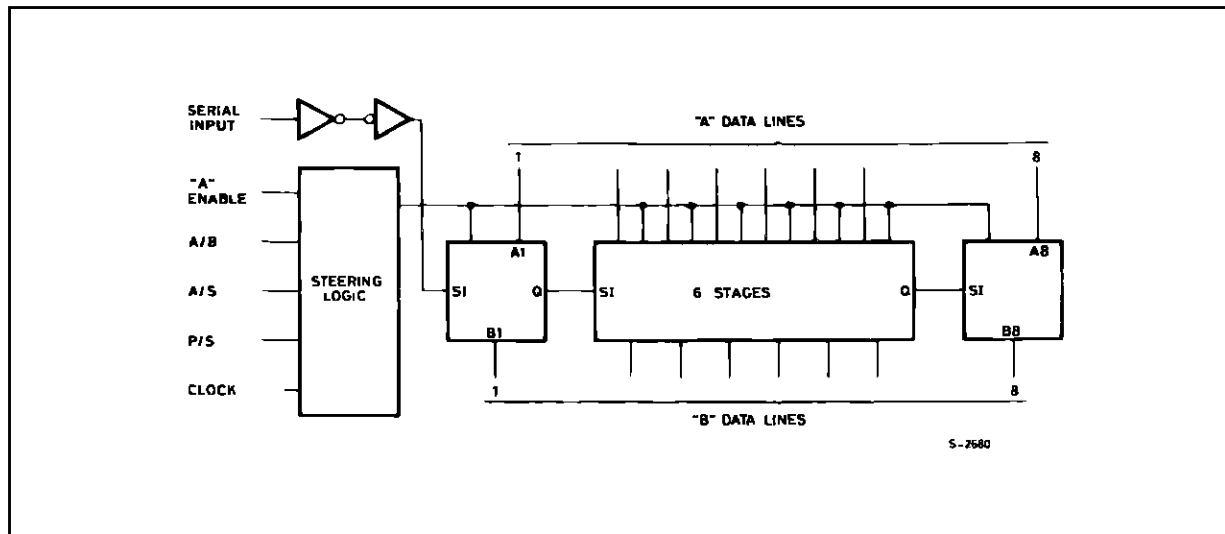 SERIAL
INPUT
"A" DATA LINES
1
8
"A"
ENABLE
A/B
A/S
P/S
CLOCK
STEERING
LOGIC
A1
SI
Q
B1
SI
6 STAGES
Q
A8
SI
B8
1
8
"B" DATA LINES
S-2680